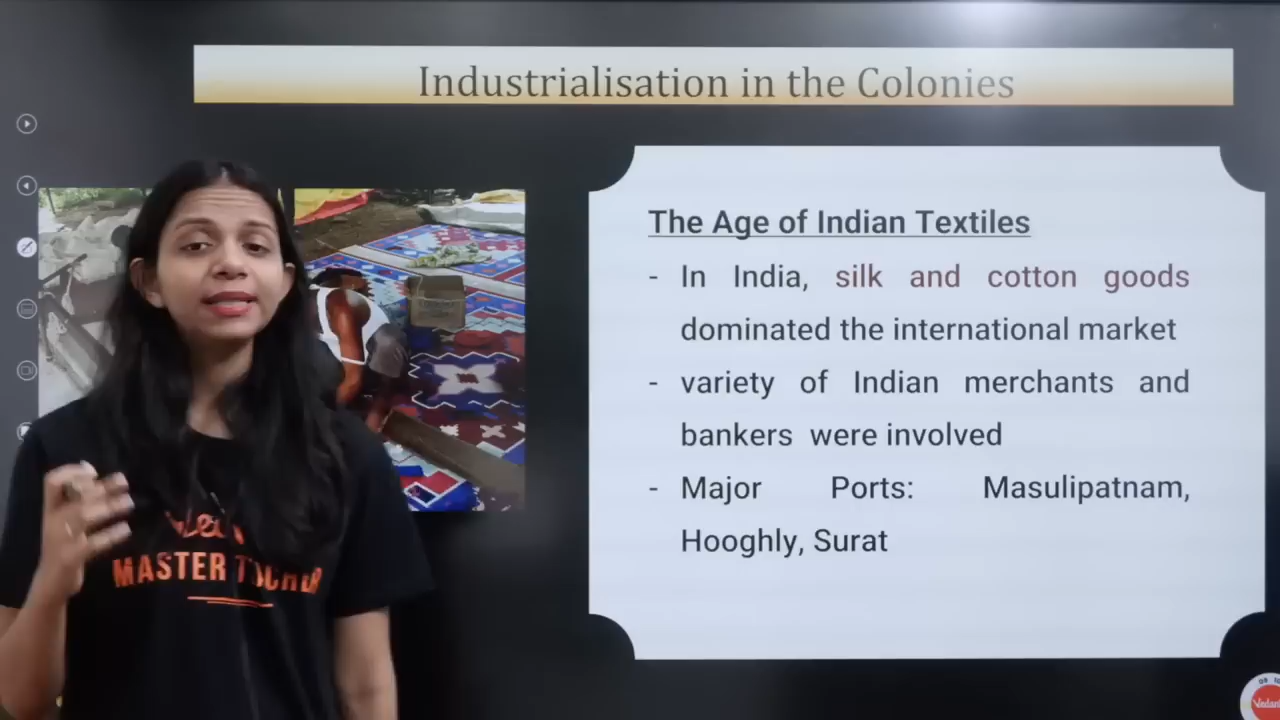 Industrialisation in the Colonies
The Age of Indian Textiles
- In India, silk and cotton goods
dominated the international market
- variety of Indian merchants and
bankers were involved
- Major Ports: Masulipatnam,
Hooghly, Surat
MASTER